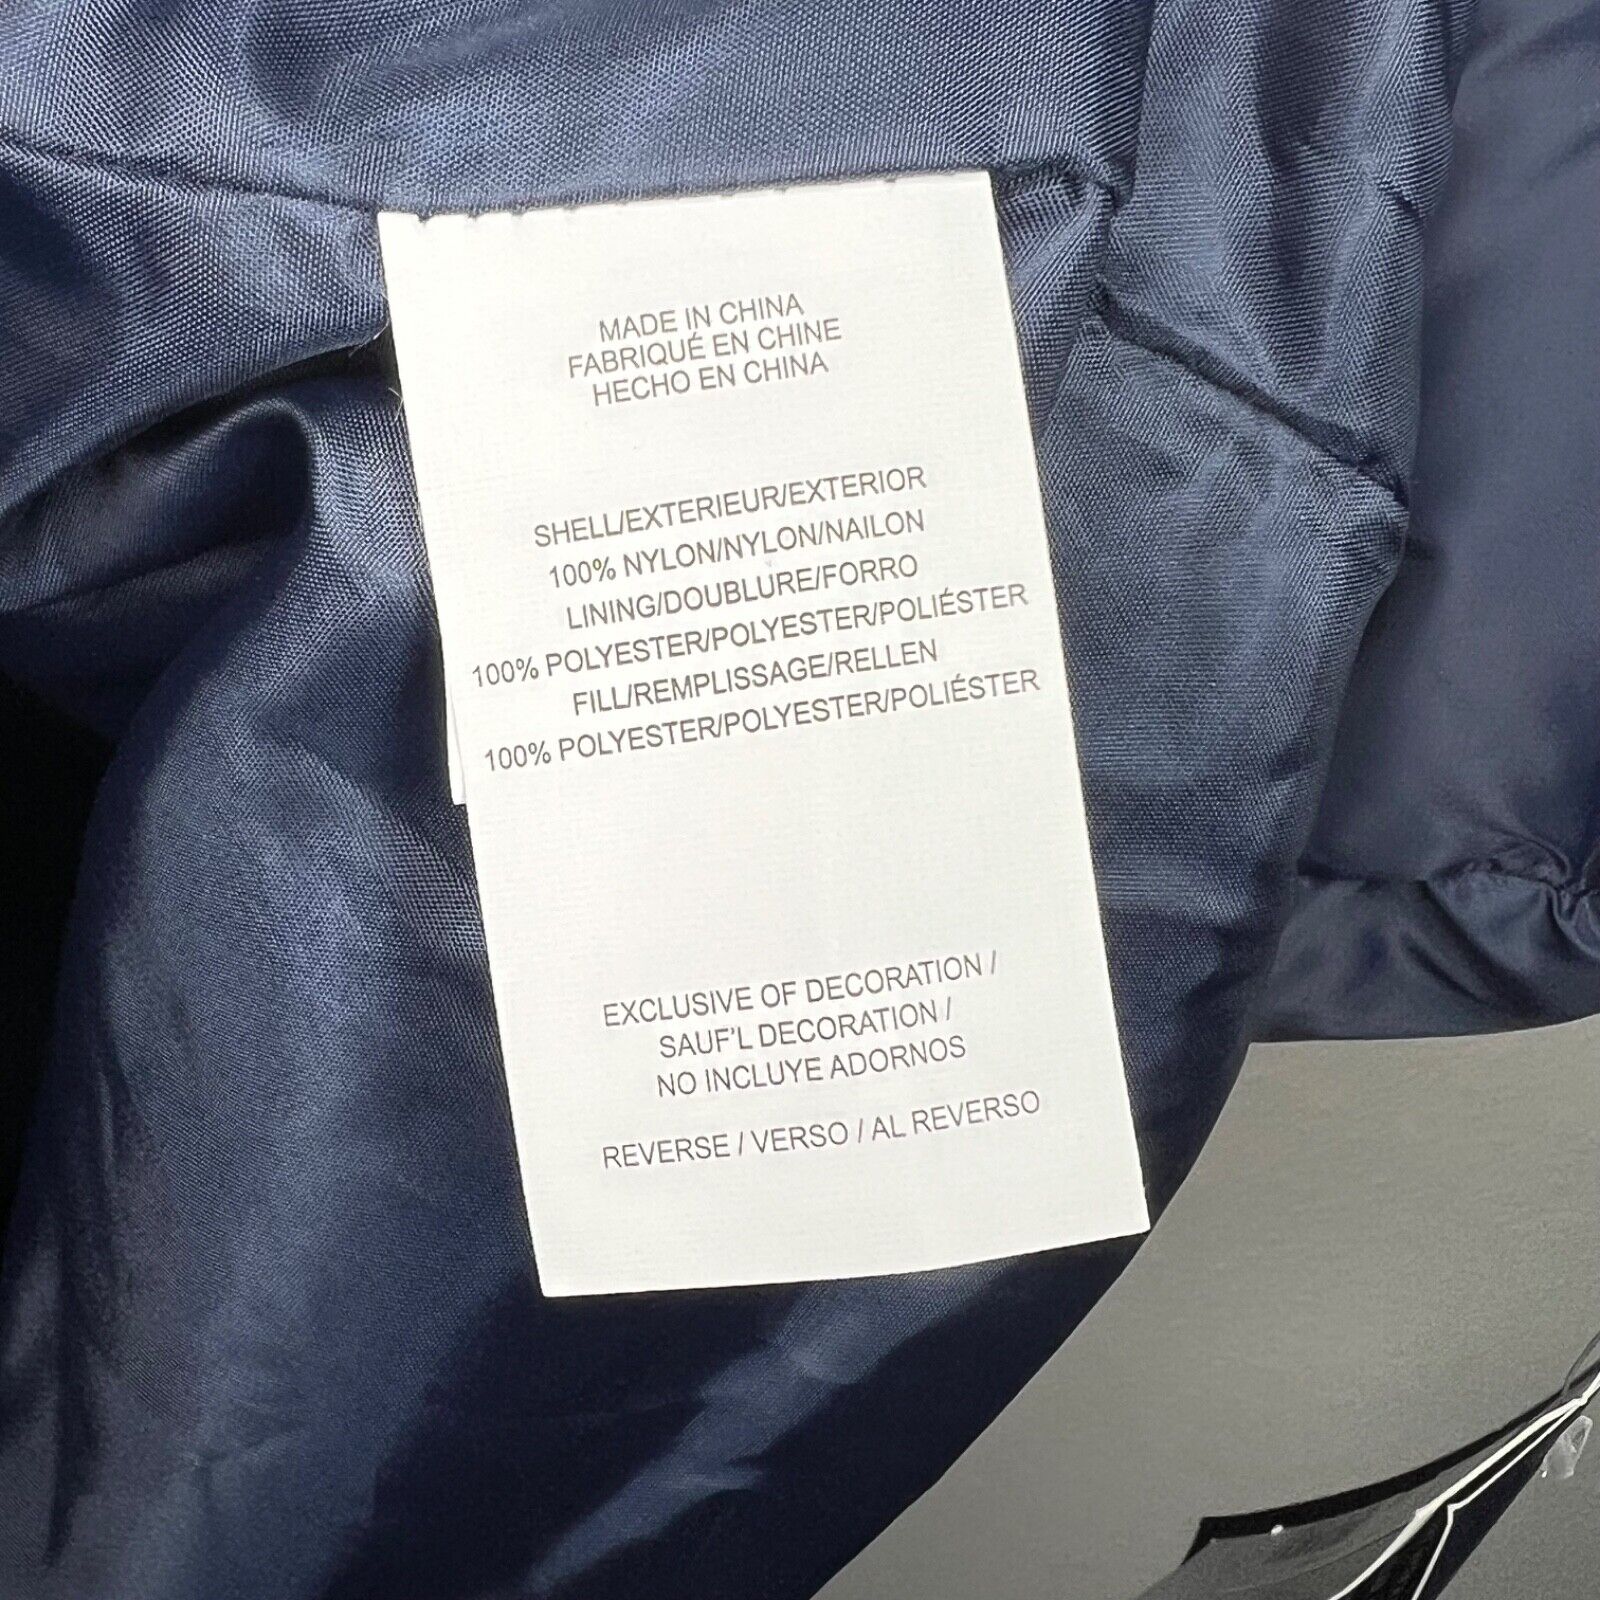 MADE IN CHINA
FABRIQUÉ EN CHINE
HECHO EN CHINA
SHELL/EXTERIEUR/EXTERIOR
100% NYLON/NYLON/NAILON
LINING/DOUBLURE/FORRO
100% POLYESTER/POLYESTER/POLIÉSTER
FILL/REMPLISSAGE/RELLEN
100% POLYESTER/POLYESTER/POLIÉSTER
EXCLUSIVE OF DECORATION /
SAUF'L DECORATION /
NO INCLUYE ADORNOS
REVERSE / VERSO / AL REVERSO